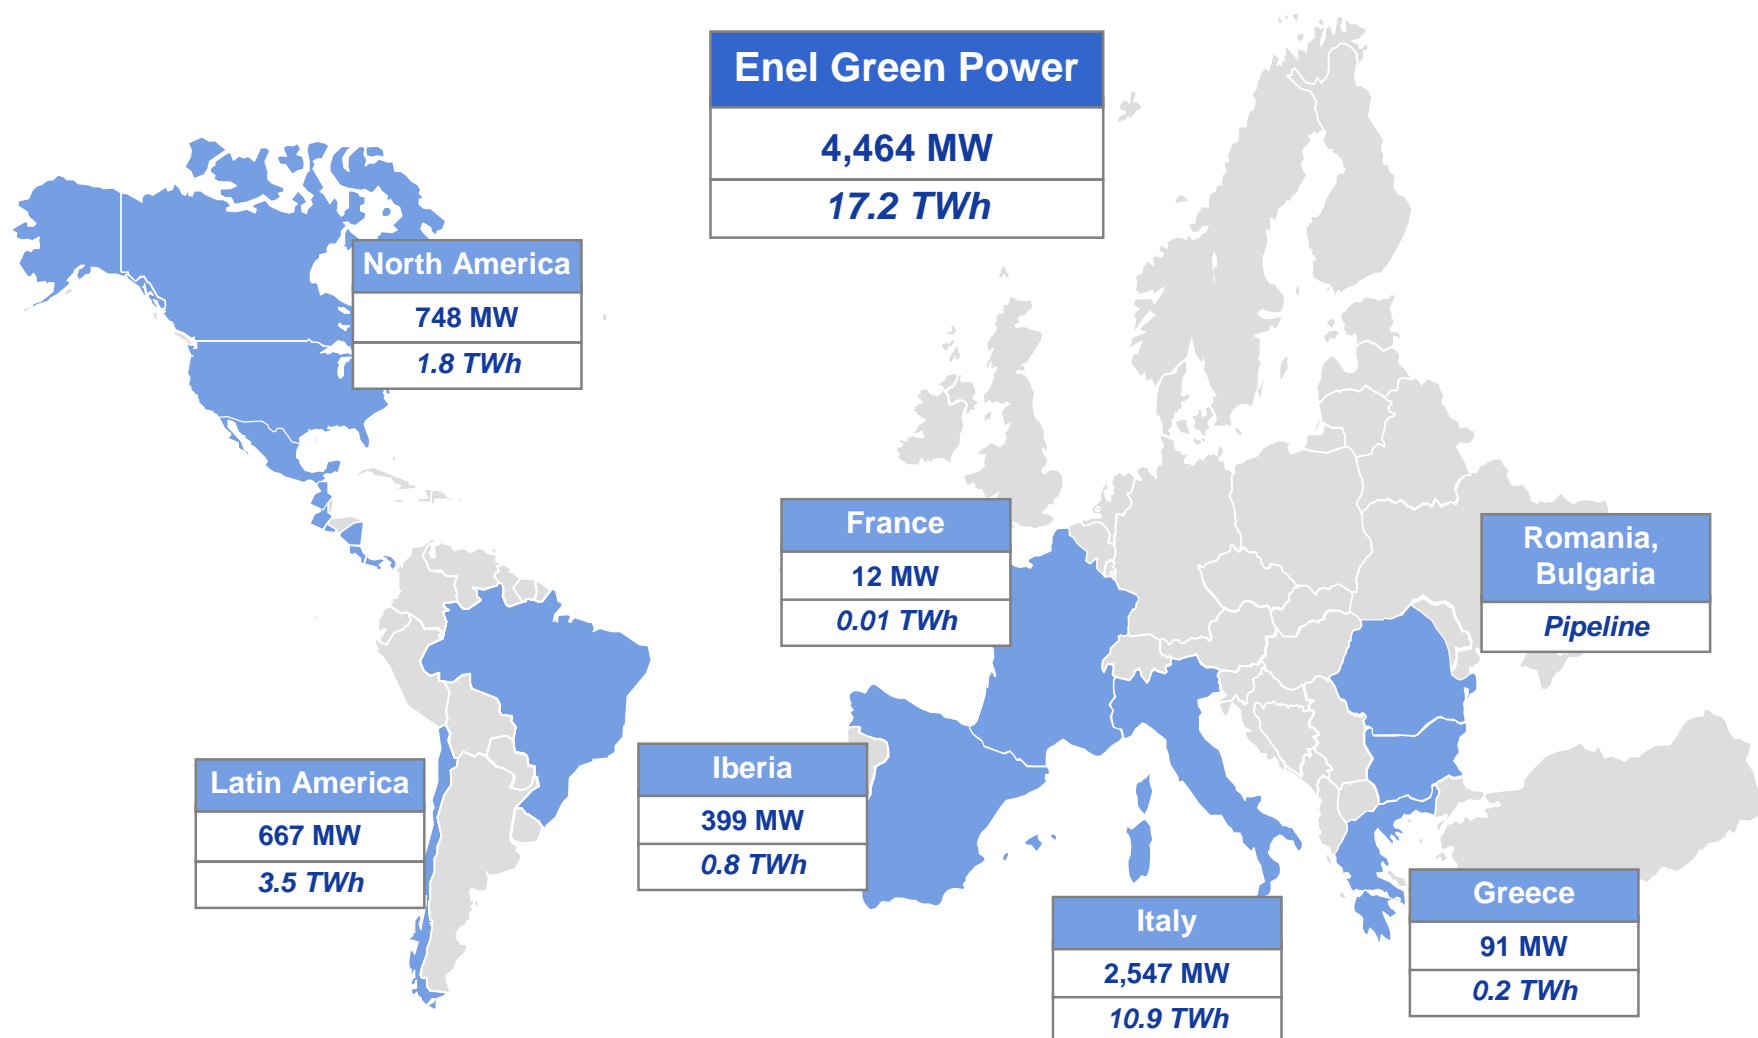 Enel Green Power
4,464 MW
17.2 TWh
North America
748 MW
1.8 TWh
France
12 MW
0.01 TWh
Romania,
Bulgaria
Pipeline
Latin America
667 MW
3.5 TWh
Iberia
399 MW
0.8 TWh
Italy
2,547 MW
10.9 TWh
Greece
91 MW
0.2 TWh